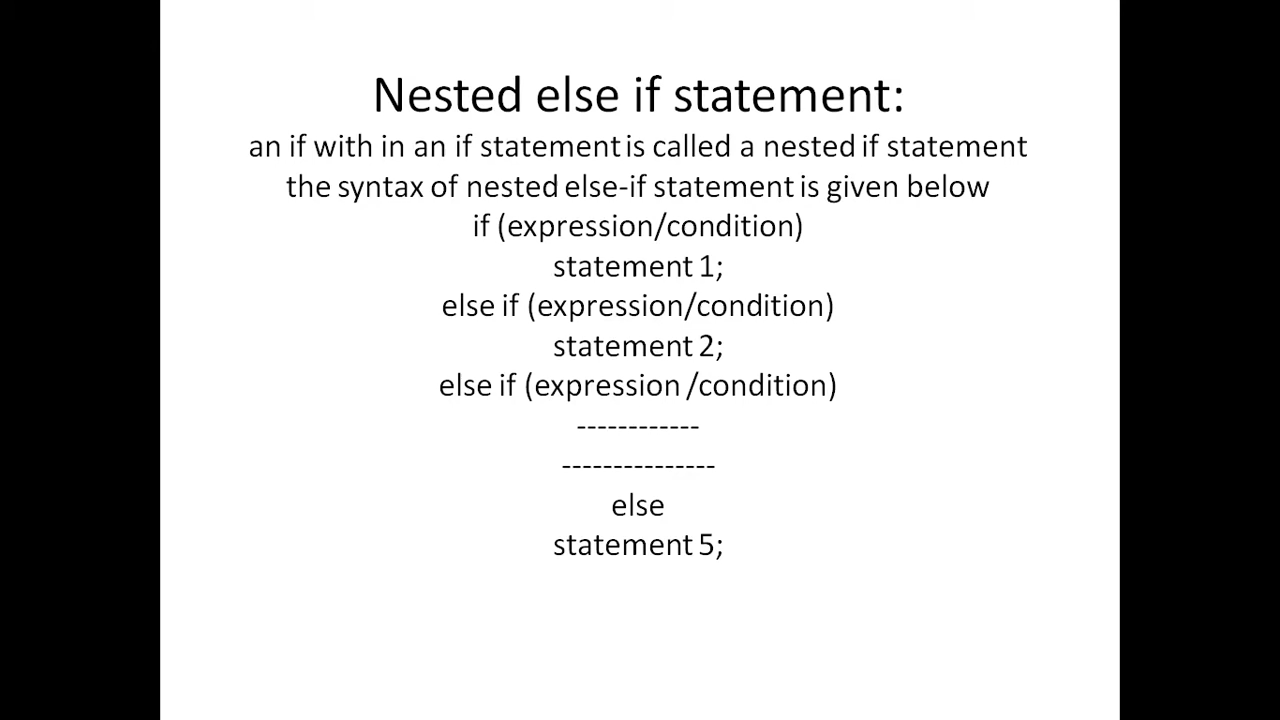 Nested else if statement:
an if with in an if statement is called a nested if statement
the syntax of nested else-if statement is given below
if (expression/condition)
statement 1;
else if (expression/condition)
statement 2;
else if (expression /condition)
------------
---------------
else
statement 5;